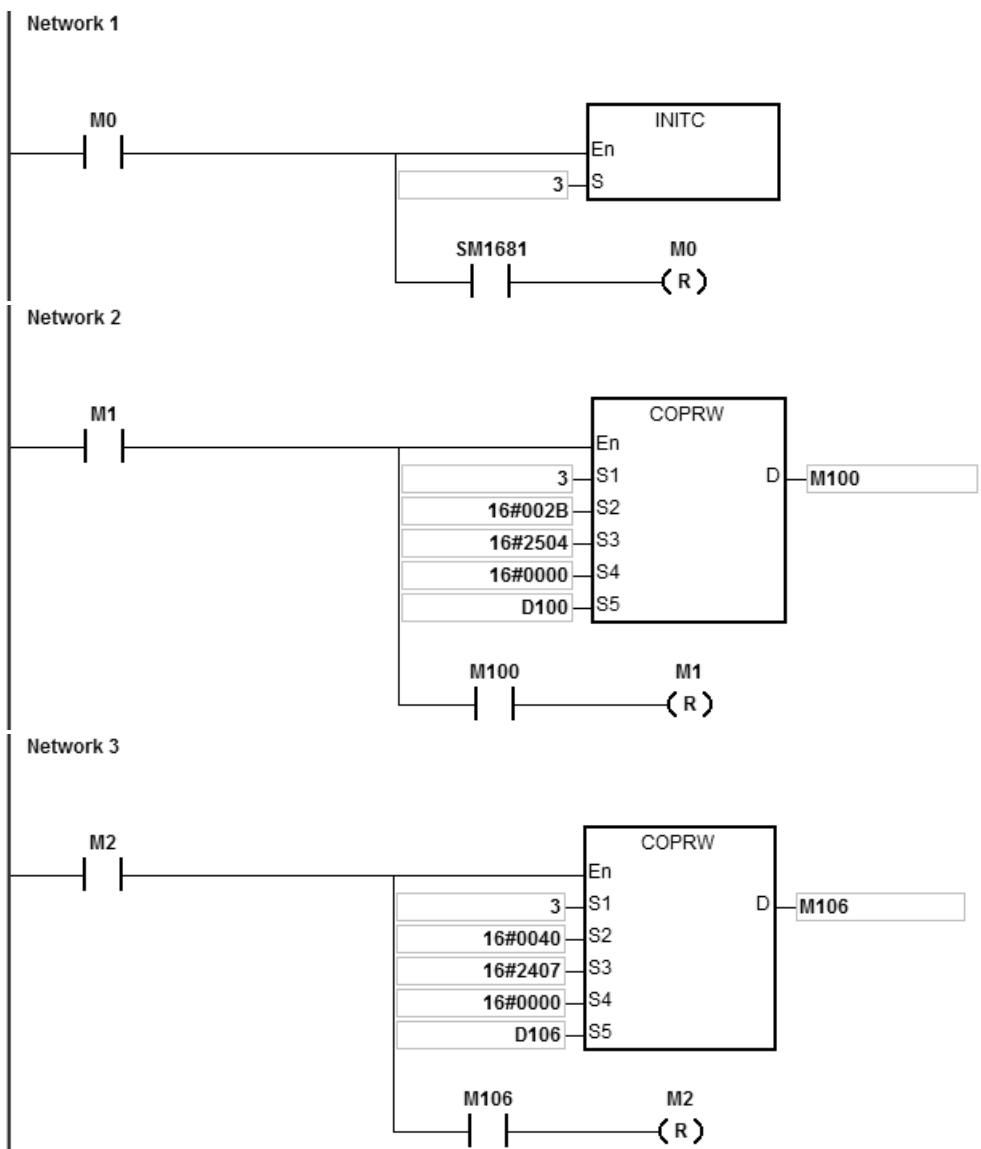 Network 1
M0
INITC
En
3 S
SM1681 M0
R
Network 2
M1
COPRW
En
3 S1 D M100
16#002B S2
16#2504 S3
16#0000 S4
D100 S5
M100 M1
R
Network 3
M2
COPRW
En
3 S1 D M106
16#0040 S2
16#2407 S3
16#0000 S4
D106 S5
M106 M2
R